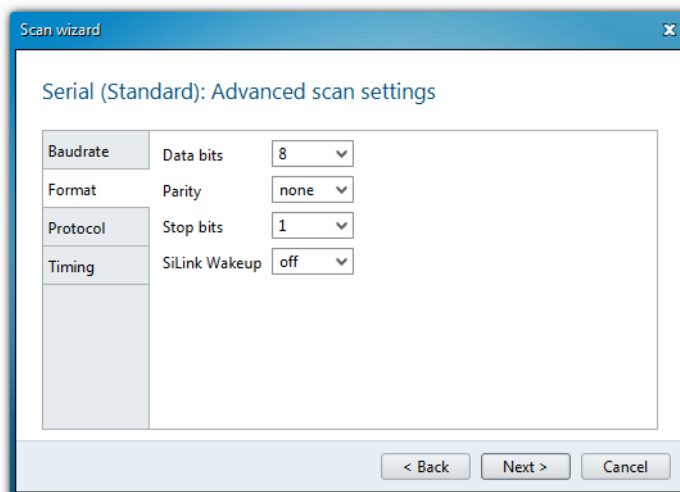 Scan wizard
Serial (Standard): Advanced scan settings
Baudrate
Format
Protocol
Timing
Data bits 8
Parity none
Stop bits 1
SiLink Wakeup off
< Back Next > Cancel